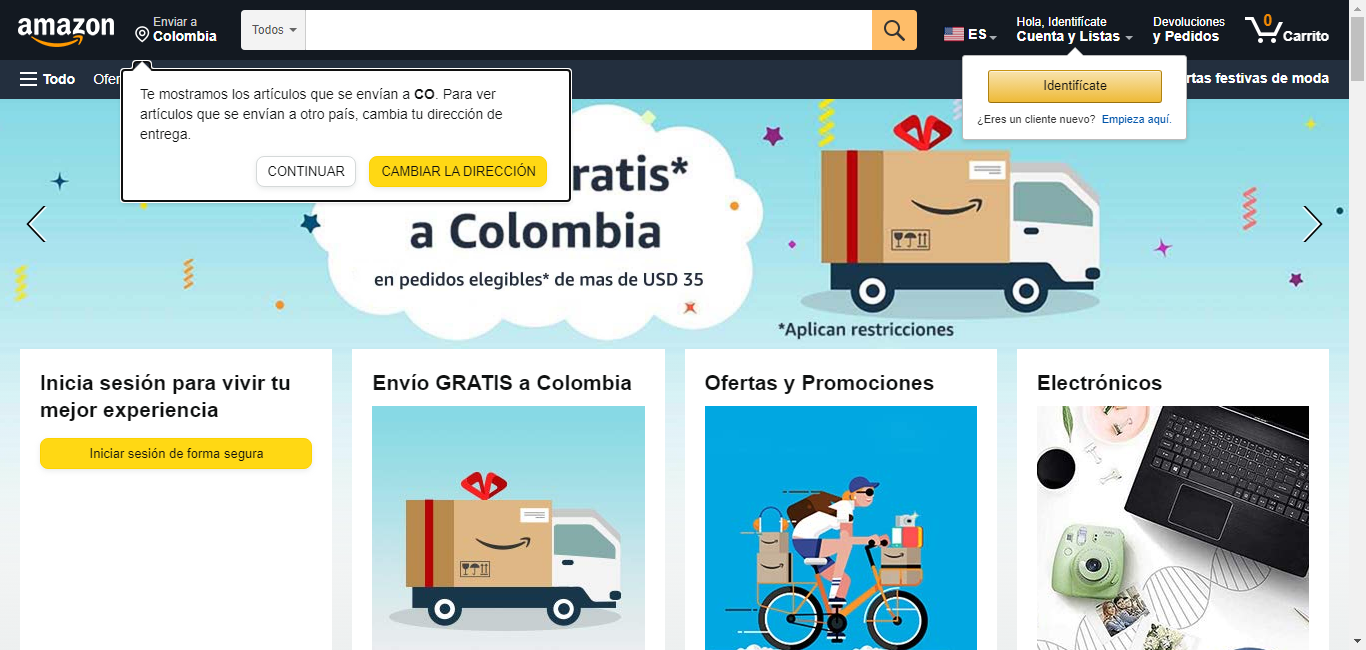 amazon
Enviar a
Colombia
Todos
ES
Hola, Identifícate
Cuenta y Listas
Devoluciones
y Pedidos
0
Carrito
Todo
Ofer
rtas festivas de moda
Te mostramos los artículos que se envían a CO. Para ver
artículos que se envían a otro país, cambia tu dirección de
entrega.
CONTINUAR
CAMBIAR LA DIRECCIÓN
Identifícate
¿Eres un cliente nuevo? Empieza aquí.
ratis*
a Colombia
en pedidos elegibles* de mas de USD 35
*Aplican restricciones
Inicia sesión para vivir tu
mejor experiencia
Iniciar sesión de forma segura
Envío GRATIS a Colombia
Ofertas y Promociones
Electrónicos